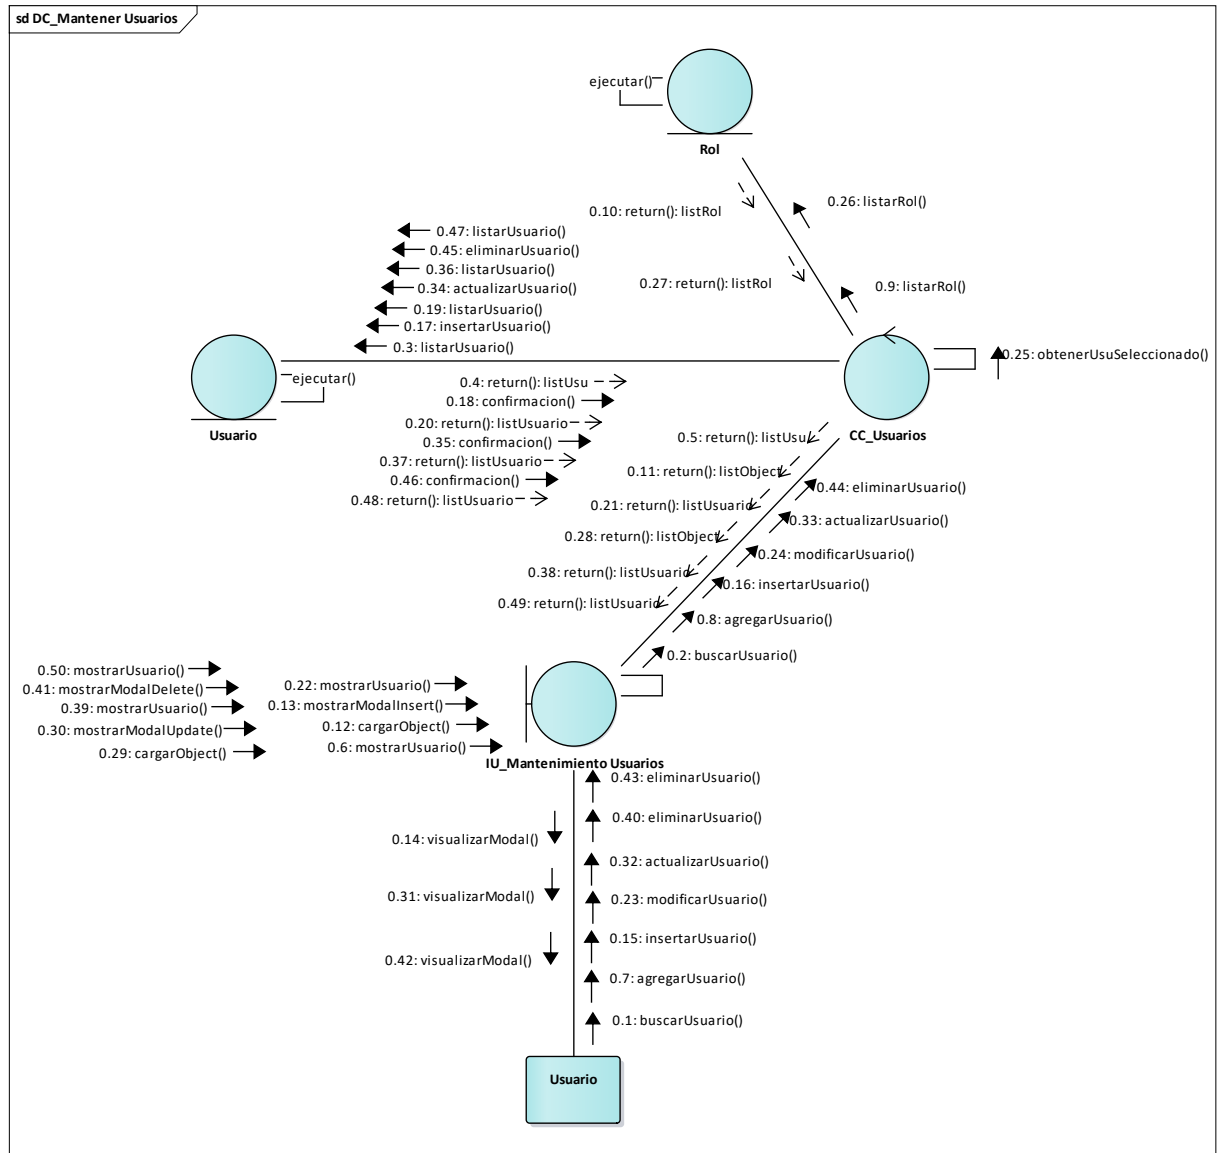 sd DC_Mantener Usuarios
ejecutar()
Rol
0.10: return(): listRol
0.26: listarRol()
0.47: listarUsuario()
0.45: eliminarUsuario()
0.36: listarUsuario()
0.34: actualizarUsuario()
0.19: listarUsuario()
0.17: insertarUsuario()
0.3: listarUsuario()
0.27: return(): listRol
0.9: listarRol()
ejecutar()
Usuario
0.25: obtenerUsuSeleccionado()
CC_Usuarios
0.4: return(): listUsu
0.18: confirmacion()
0.20: return(): listUsuario
0.35: confirmacion()
0.37: return(): listUsuario
0.46: confirmacion()
0.48: return(): listUsuario
0.5: return(): listUsu
0.11: return(): listObject
0.21: return(): listUsuario
0.28: return(): listObject
0.38: return(): listUsuario
0.49: return(): listUsuario
0.44: eliminarUsuario()
0.33: actualizarUsuario()
0.24: modificarUsuario()
0.16: insertarUsuario()
0.8: agregarUsuario()
0.2: buscarUsuario()
0.50: mostrarUsuario()
0.41: mostrarModalDelete()
0.39: mostrarUsuario()
0.30: mostrarModalUpdate()
0.29: cargarObject()
0.22: mostrarUsuario()
0.13: mostrarModalInsert()
0.12: cargarObject()
0.6: mostrarUsuario()
IU_Mantenimiento Usuarios
0.43: eliminarUsuario()
0.40: eliminarUsuario()
0.14: visualizarModal()
0.32: actualizarUsuario()
0.31: visualizarModal()
0.23: modificarUsuario()
0.15: insertarUsuario()
0.42: visualizarModal()
0.7: agregarUsuario()
0.1: buscarUsuario()
Usuario